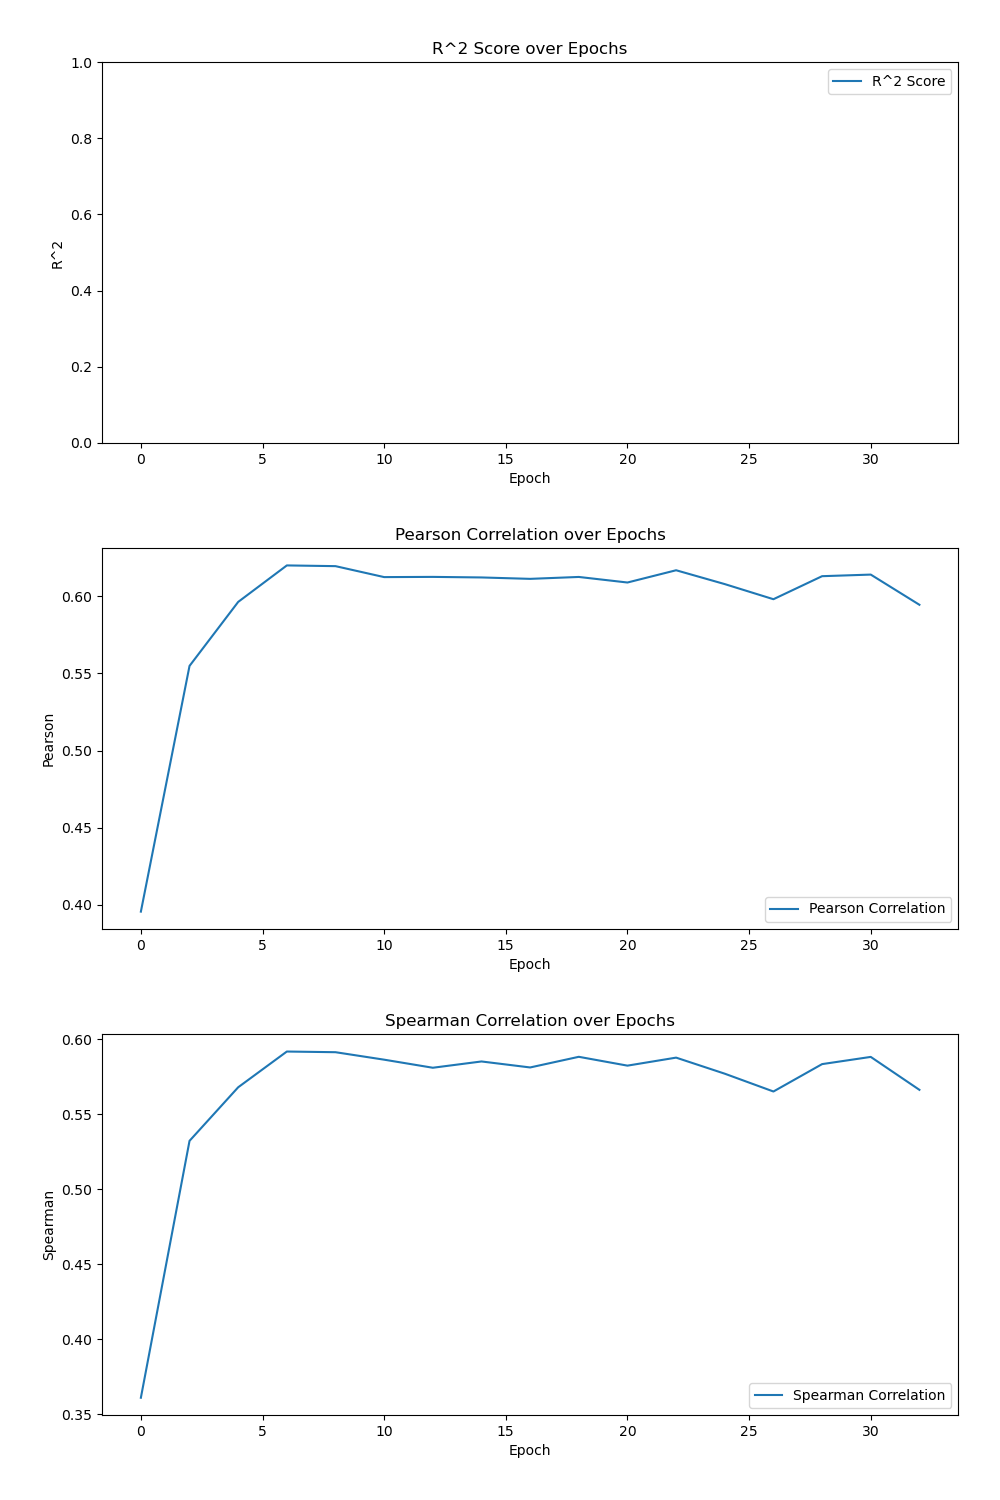 R^2 Score over Epochs
1.0
R^2 Score
0.8
0.6
R^2
0.4
0.2
0.0
0 5 10 15 20 25 30
Epoch
Pearson Correlation over Epochs
0.60
0.55
Pearson
0.50
0.45
0.40
Pearson Correlation
0 5 10 15 20 25 30
Epoch
Spearman Correlation over Epochs
0.60
0.55
0.50
Spearman
0.45
0.40
Spearman Correlation
0.35
0 5 10 15 20 25 30
Epoch